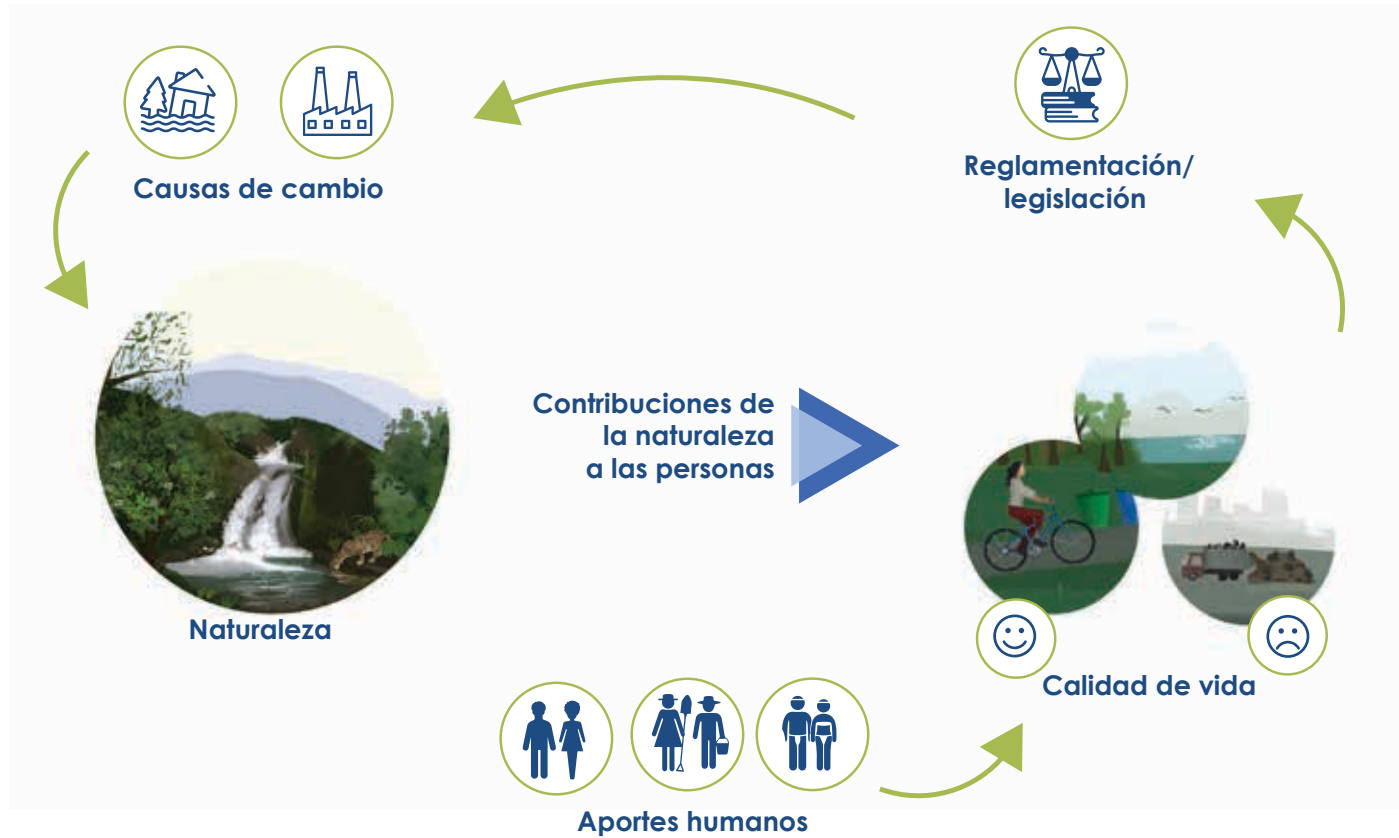 Causas de cambio
Reglamentación/
legislación
Contribuciones de
la naturaleza
a las personas
Naturaleza
Calidad de vida
Aportes humanos